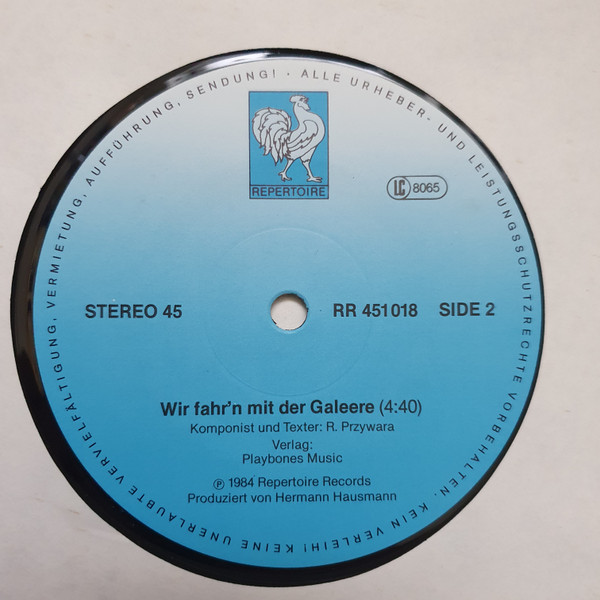 ALLE URHEBER- UND LEISTUNGSSCHUTZRECHTE VORBEHALTEN · KEIN VERLEIH! KEINE UNERLAUBTE VERVIELFÄLTIGUNG, VERMIETUNG, AUFFÜHRUNG, SENDUNG! ·
REPERTOIRE
LC 8065
STEREO 45 RR 451 018 SIDE 2
Wir fahr'n mit der Galeere (4:40)
Komponist und Texter: R. Przywara
Verlag:
Playbones Music
℗ 1984 Repertoire Records
Produziert von Hermann Hausmann